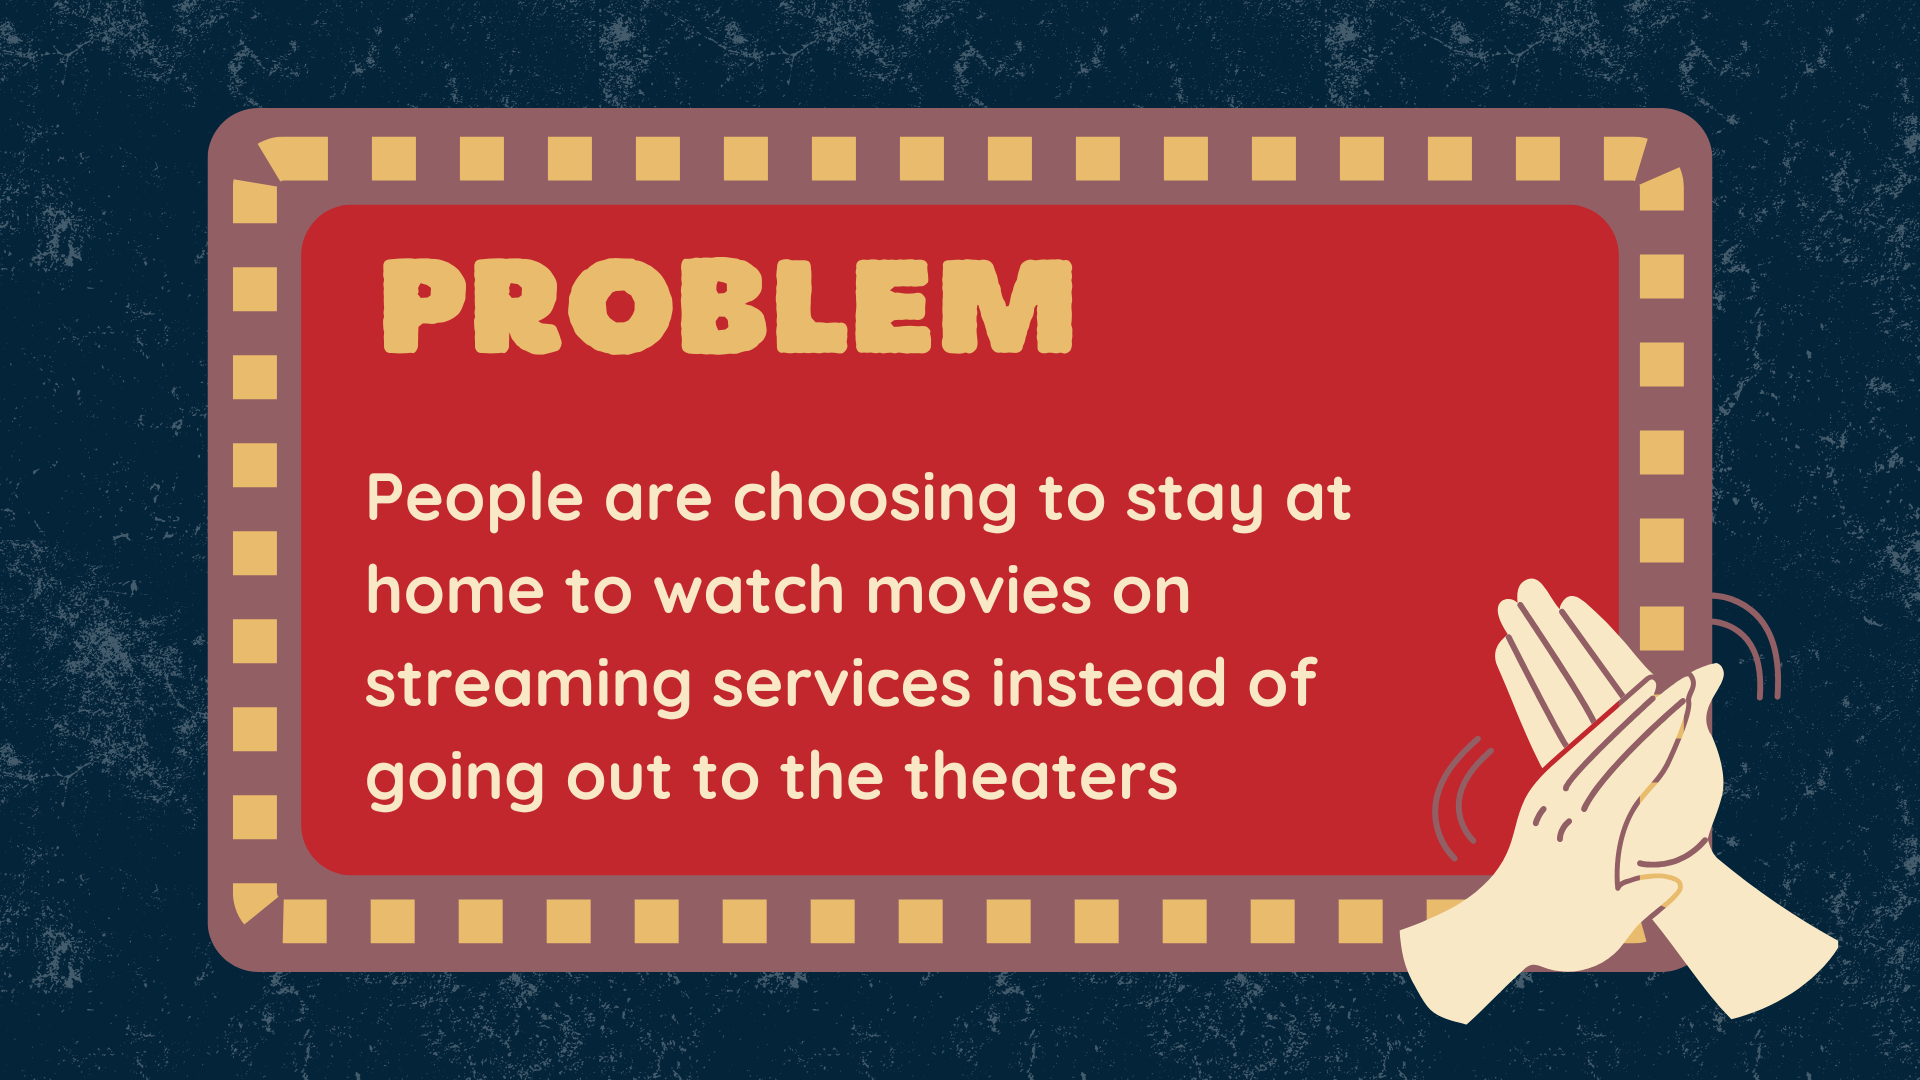 PROBLEM
People are choosing to stay at
home to watch movies on
streaming services instead of
going out to the theaters